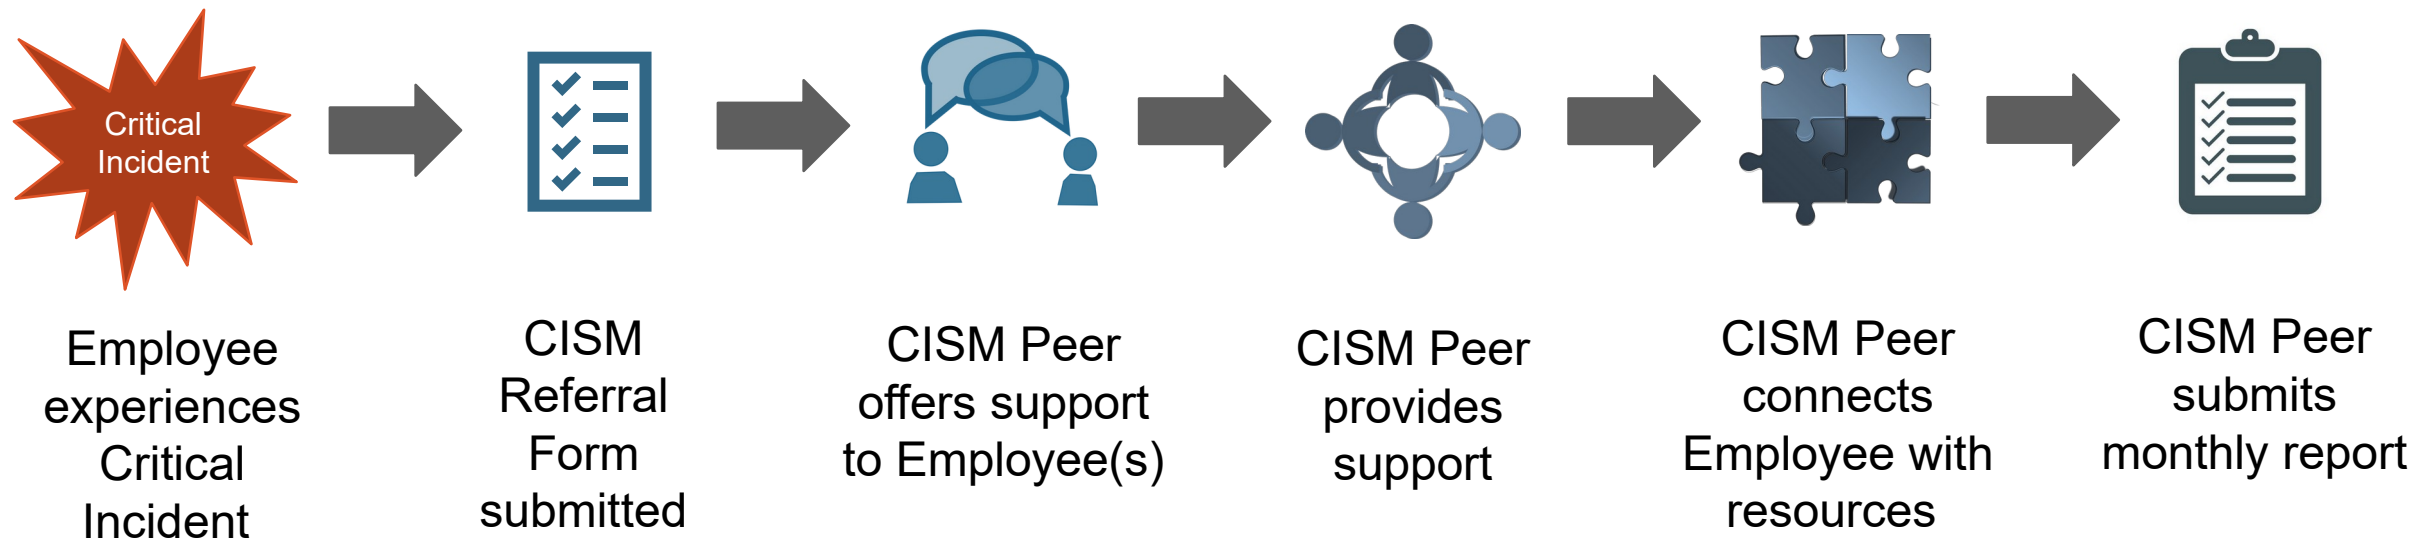 Critical
Incident
Employee
experiences
Critical
Incident
CISM
Referral
Form
submitted
CISM Peer
offers support
to Employee(s)
CISM Peer
provides
support
CISM Peer
connects
Employee with
resources
CISM Peer
submits
monthly report